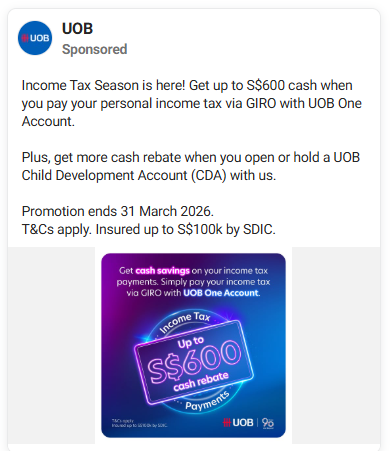 UOB
UOB
Sponsored
Income Tax Season is here! Get up to S$600 cash when
you pay your personal income tax via GIRO with UOB One
Account.
Plus, get more cash rebate when you open or hold a UOB
Child Development Account (CDA) with us.
Promotion ends 31 March 2026.
T&Cs apply. Insured up to S$100k by SDIC.
Get cash savings on your income tax
payments. Simply pay your income tax
via GIRO with UOB One Account.
Income Tax
Up to
S$600
cash rebate
Payments
T&Cs apply.
Insured up to S$100k by SDIC.
UOB | 90